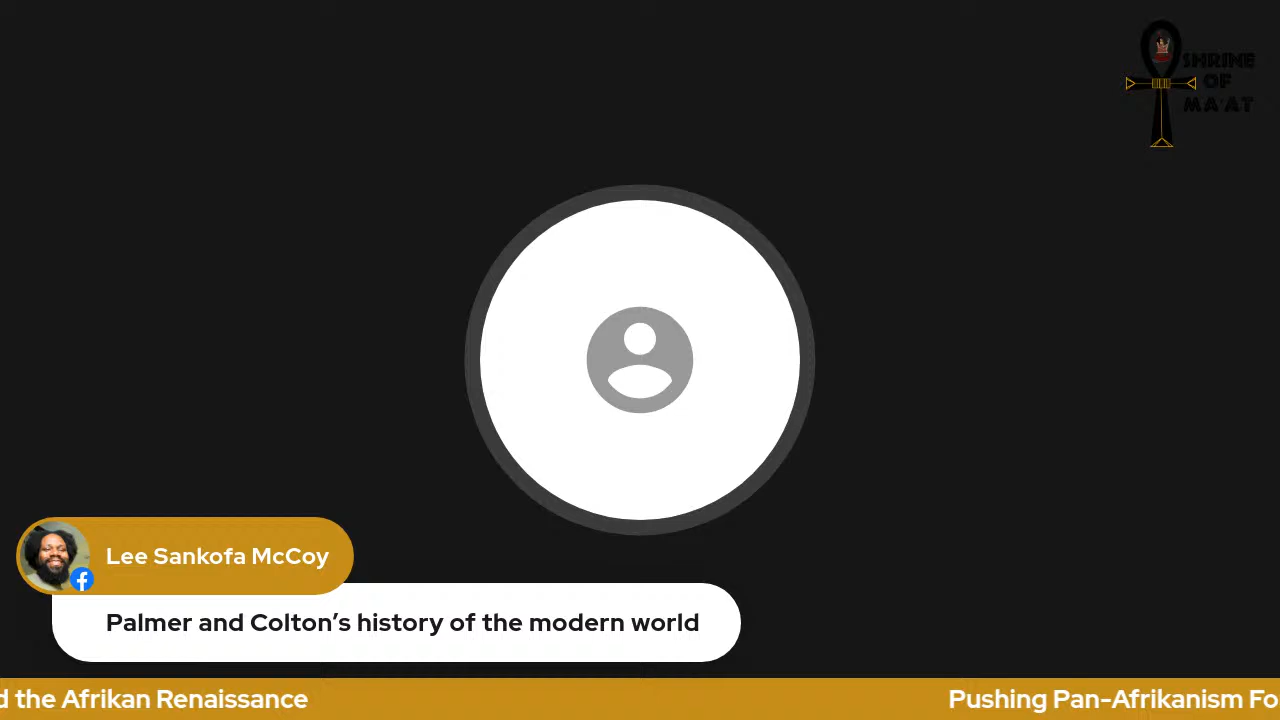 SHRINE
OF
MA'AT
Lee Sankofa McCoy
Palmer and Colton’s history of the modern world
d the Afrikan Renaissance
Pushing Pan-Afrikanism Fo